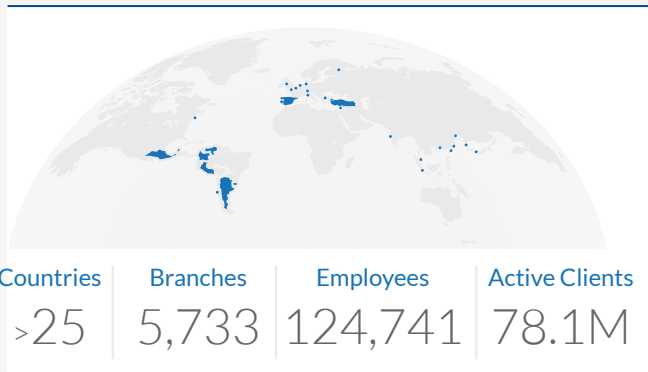 Countries Branches Employees Active Clients
>25 5,733 124,741 78.1M